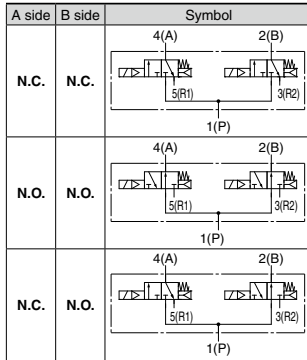 A side B side Symbol
4(A) 2(B)
N.C. N.C.
5(R1) 3(R2)
1(P)
4(A) 2(B)
N.O. N.O.
5(R1) 3(R2)
1(P)
4(A) 2(B)
N.C. N.O.
5(R1) 3(R2)
1(P)